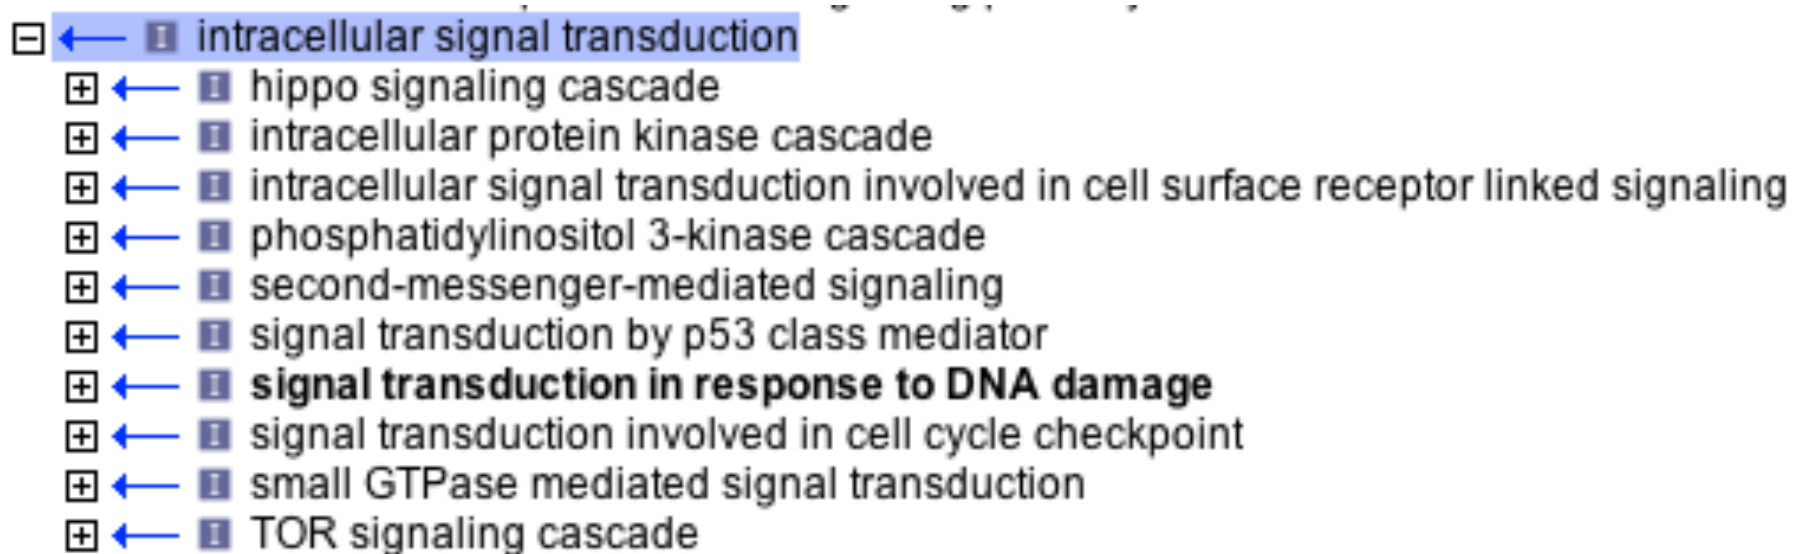 intracellular signal transduction
hippo signaling cascade
intracellular protein kinase cascade
intracellular signal transduction involved in cell surface receptor linked signaling
phosphatidylinositol 3-kinase cascade
second-messenger-mediated signaling
signal transduction by p53 class mediator
signal transduction in response to DNA damage
signal transduction involved in cell cycle checkpoint
small GTPase mediated signal transduction
TOR signaling cascade